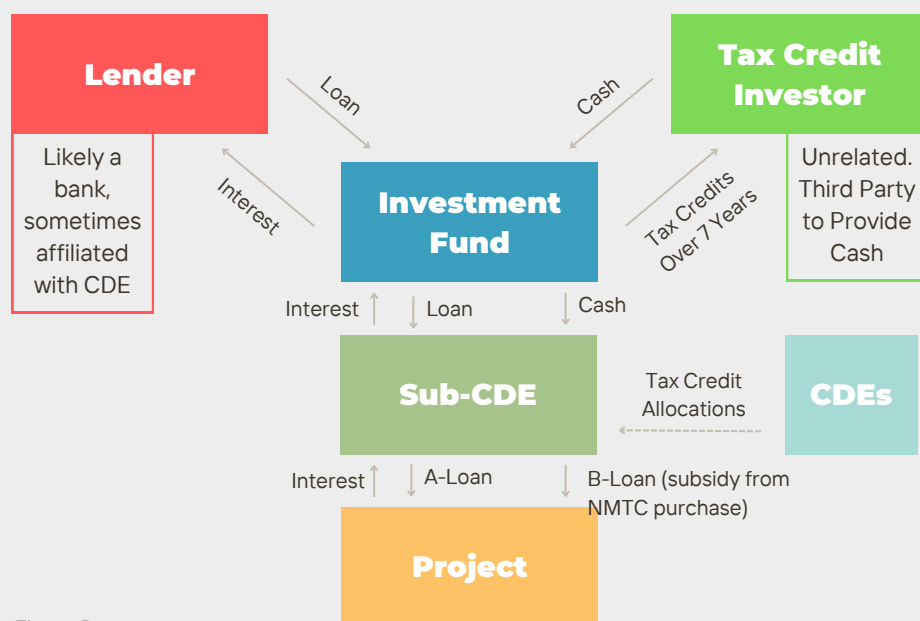 Lender
Tax Credit
Investor
Loan
Cash
Likely a
bank,
sometimes
affiliated
with CDE
Unrelated.
Third Party
to Provide
Cash
Interest
Investment
Fund
Tax Credits
Over 7 Years
Interest
Loan
Cash
Sub-CDE
Tax Credit
Allocations
CDEs
Interest
A-Loan
B-Loan (subsidy from
NMTC purchase)
Project